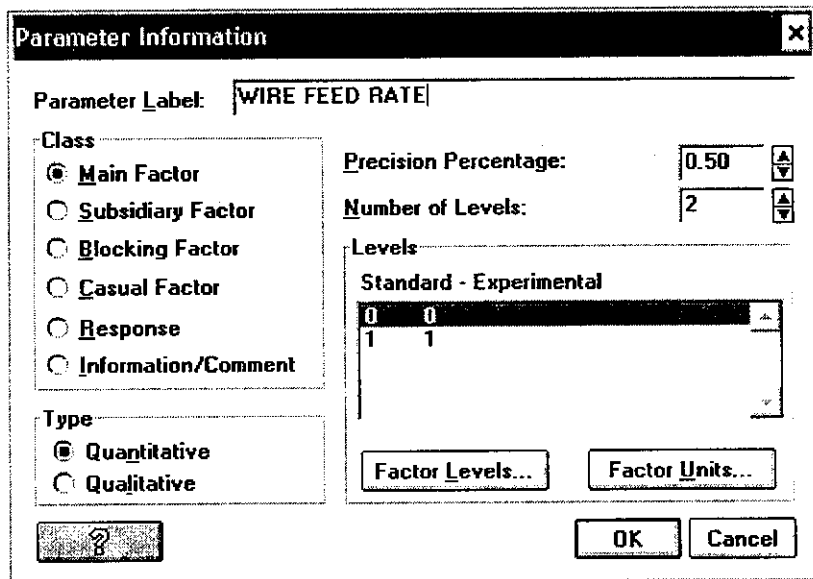 Parameter Information
Parameter Label: WIRE FEED RATE
Class
Main Factor
Subsidiary Factor
Blocking Factor
Casual Factor
Response
Information/Comment
Precision Percentage: 0.50
Number of Levels: 2
Levels
Standard - Experimental
0 0
1 1
Type
Quantitative
Qualitative
Factor Levels...
Factor Units...
?
OK
Cancel